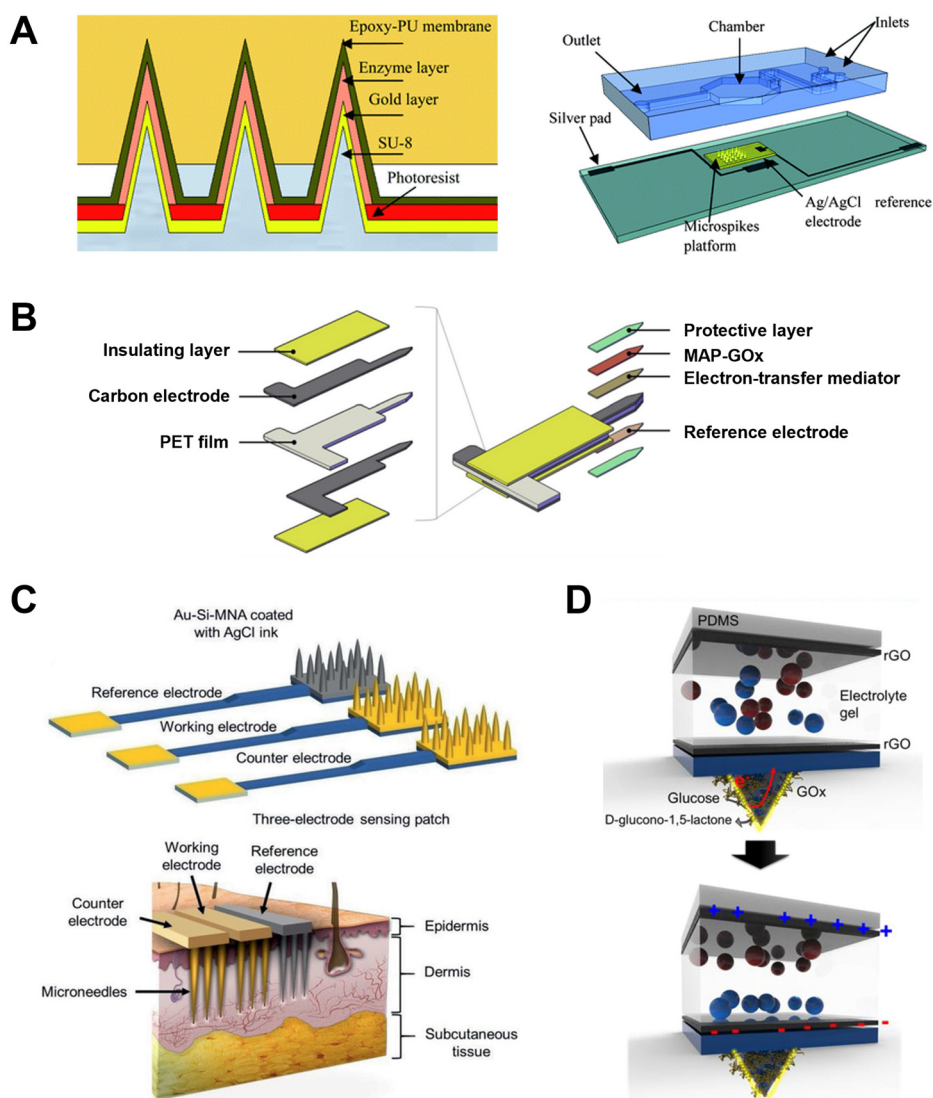 A
Epoxy-PU membrane
Enzyme layer
Gold layer
SU-8
Photoresist
Outlet
Chamber
Inlets
Silver pad
Microspikes
platform
Ag/AgCl reference
electrode
B
Insulating layer
Carbon electrode
PET film
Protective layer
MAP-GOx
Electron-transfer mediator
Reference electrode
C
Au-Si-MNA coated
with AgCl ink
Reference electrode
Working electrode
Counter electrode
Three-electrode sensing patch
Working
electrode
Reference
electrode
Counter
electrode
Microneedles
Epidermis
Dermis
Subcutaneous
tissue
D
PDMS
rGO
Electrolyte
gel
rGO
e
Glucose
GOx
D-glucono-1,5-lactone
+ + + + + + +
- - - - - - -